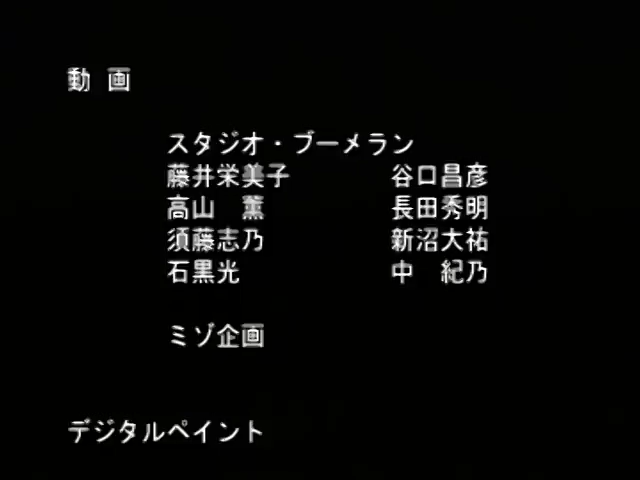 動 画
スタジオ・ブーメラン
藤井栄美子 谷口昌彦
高山 薫 長田秀明
須藤志乃 新沼大祐
石黒光 中 紀乃
ミゾ企画
デジタルペイント